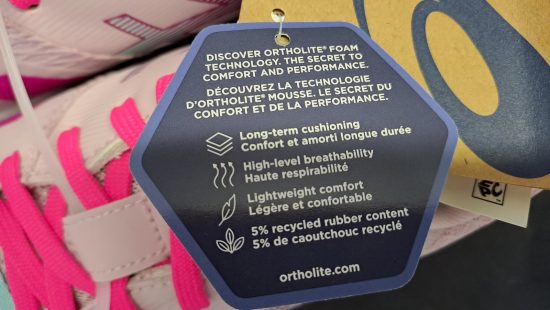 DISCOVER ORTHOLITE® FOAM
TECHNOLOGY. THE SECRET TO
COMFORT AND PERFORMANCE.
DÉCOUVREZ LA TECHNOLOGIE
D'ORTHOLITE® MOUSSE. LE SECRET DU
CONFORT ET DE LA PERFORMANCE.
Long-term cushioning
Confort et amorti longue durée
High-level breathability
Haute respirabilité
Lightweight comfort
Légère et confortable
5% recycled rubber content
5% de caoutchouc recyclé
ortholite.com